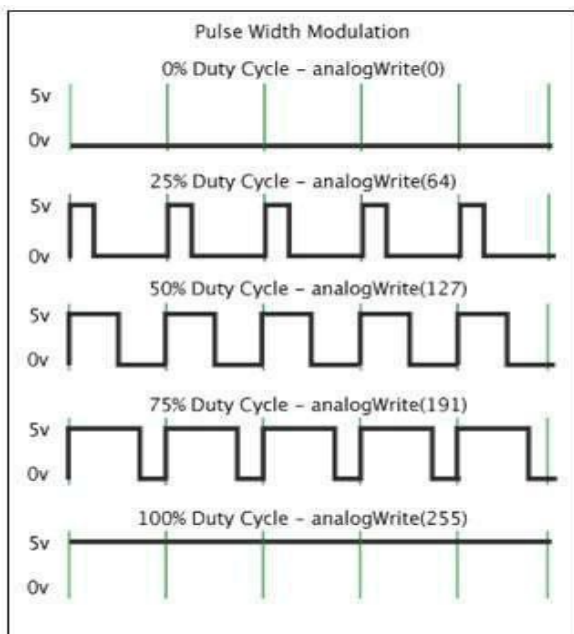 Pulse Width Modulation
0% Duty Cycle – analogWrite(0)
5v
0v
25% Duty Cycle – analogWrite(64)
5v
0v
50% Duty Cycle – analogWrite(127)
5v
0v
75% Duty Cycle – analogWrite(191)
5v
0v
100% Duty Cycle – analogWrite(255)
5v
0v